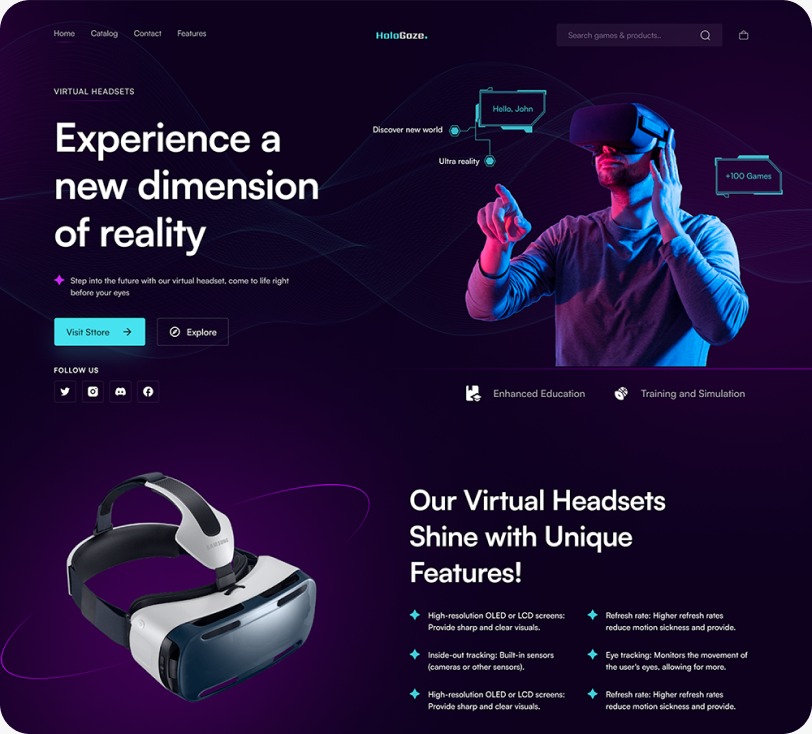 Home Catalog Contact Features
HoloGaze.
Search games & products..
VIRTUAL HEADSETS
Experience a
new dimension
of reality
Step into the future with our virtual headset, come to life right
before your eyes
Visit Sttore
Explore
FOLLOW US
Hello, John
Discover new world
Ultra reality
+100 Games
Enhanced Education
Training and Simulation
SAMSUNG
Our Virtual Headsets
Shine with Unique
Features!
High-resolution OLED or LCD screens:
Provide sharp and clear visuals.
Refresh rate: Higher refresh rates
reduce motion sickness and provide.
Inside-out tracking: Built-in sensors
(cameras or other sensors).
Eye tracking: Monitors the movement of
the user's eyes, allowing for more.
High-resolution OLED or LCD screens:
Provide sharp and clear visuals.
Refresh rate: Higher refresh rates
reduce motion sickness and provide.